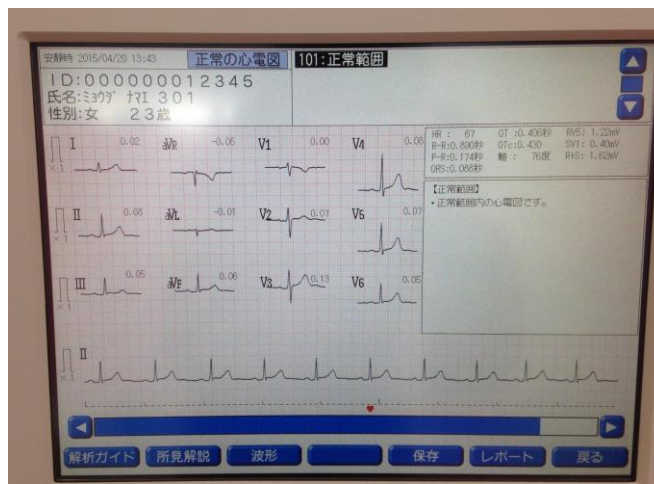 安静時 2015/04/20 13:43 正常の心電図 101:正常範囲
ID:000000012345
氏名:ﾐｮｳｼﾞ ﾅﾏｴ 301
性別:女 23歳
HR : 67 QT :0.406秒 RV5: 1.22mV
R-R:0.890秒 QTc:0.430 SV1: 0.40mV
P-R:0.174秒 軸 : 76度 R+S: 1.62mV
QRS:0.088秒
【正常範囲】
・正常範囲内の心電図です。
I 0.02 aVR -0.05 V1 0.00 V4 0.08
×1
II 0.08 aVL -0.01 V2 0.07 V5 0.07
×1
III 0.05 aVF 0.06 V3 0.13 V6 0.05
×1
II
×1
解析ガイド 所見解説 波形 保存 レポート 戻る